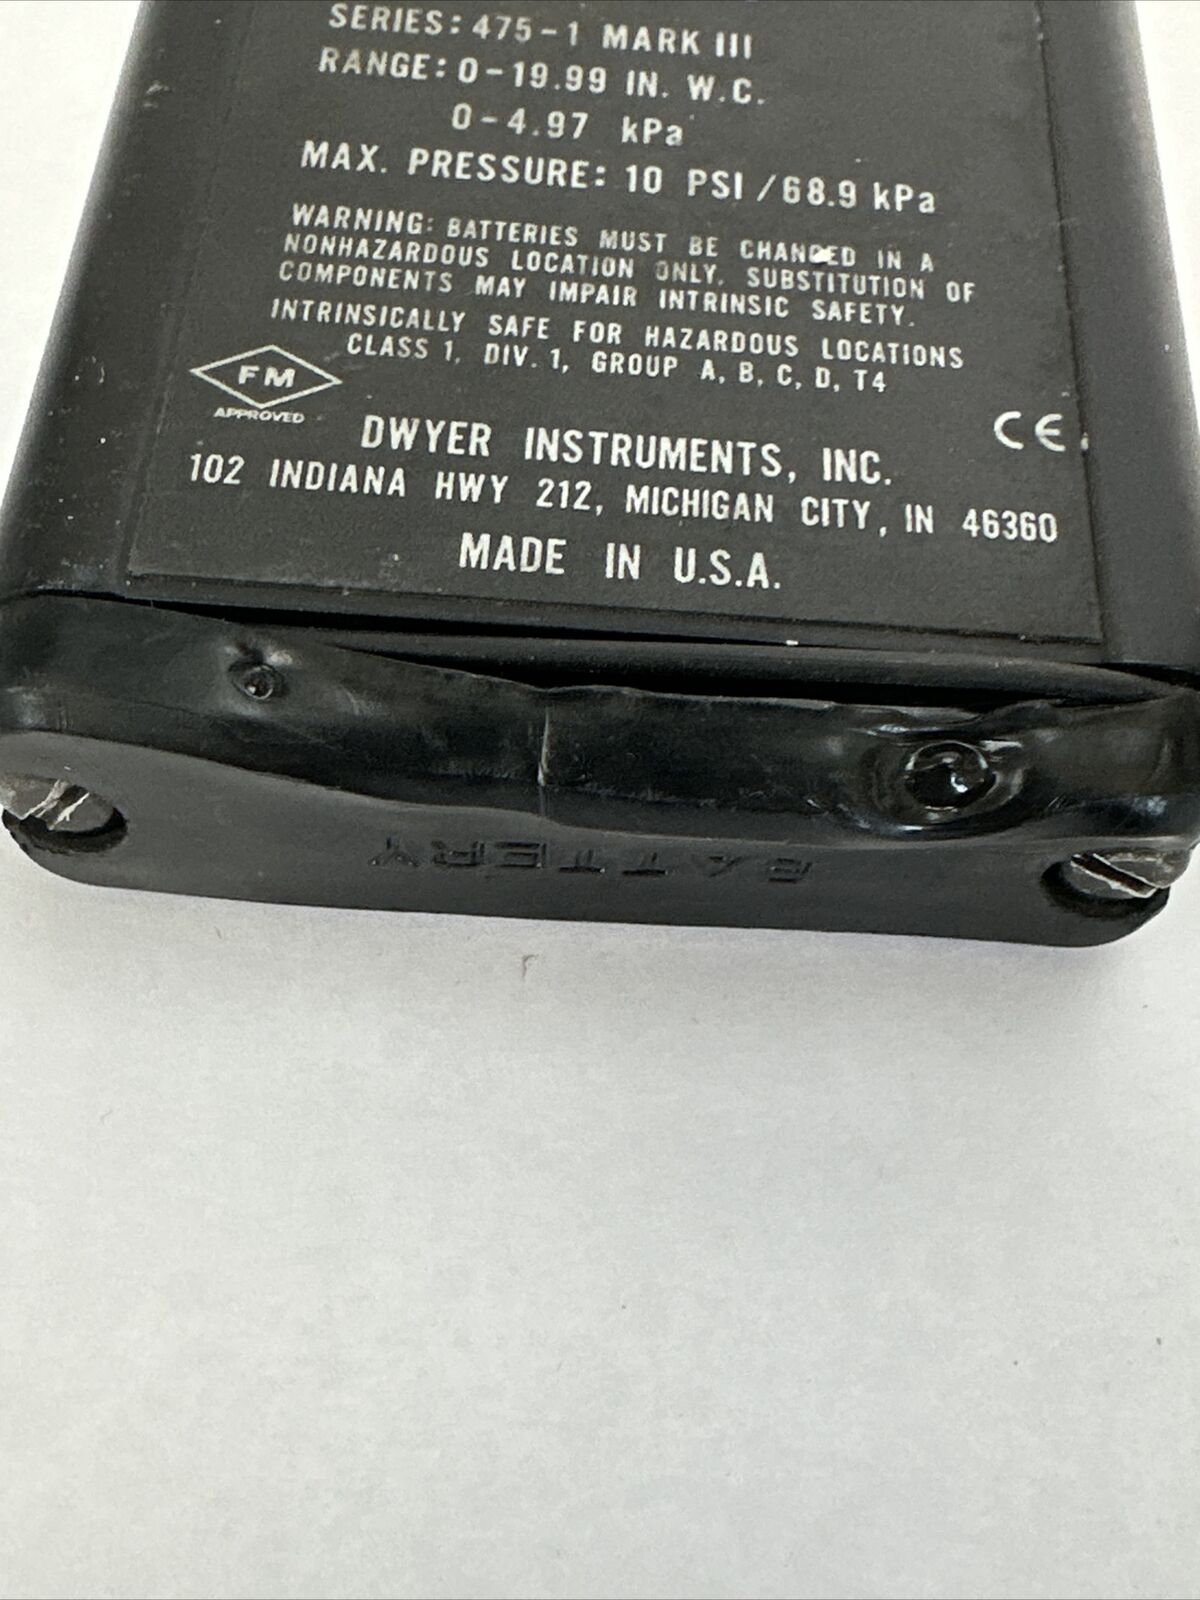 SERIES: 475-1 MARK III
RANGE: 0-19.99 IN. W.C.
0-4.97 kPa
MAX. PRESSURE: 10 PSI / 68.9 kPa
WARNING: BATTERIES MUST BE CHANGED IN A
NONHAZARDOUS LOCATION ONLY. SUBSTITUTION OF
COMPONENTS MAY IMPAIR INTRINSIC SAFETY.
INTRINSICALLY SAFE FOR HAZARDOUS LOCATIONS
CLASS 1, DIV. 1, GROUP A, B, C, D, T4
FM
APPROVED
CE
DWYER INSTRUMENTS, INC.
102 INDIANA HWY 212, MICHIGAN CITY, IN 46360
MADE IN U.S.A.
BATTERY